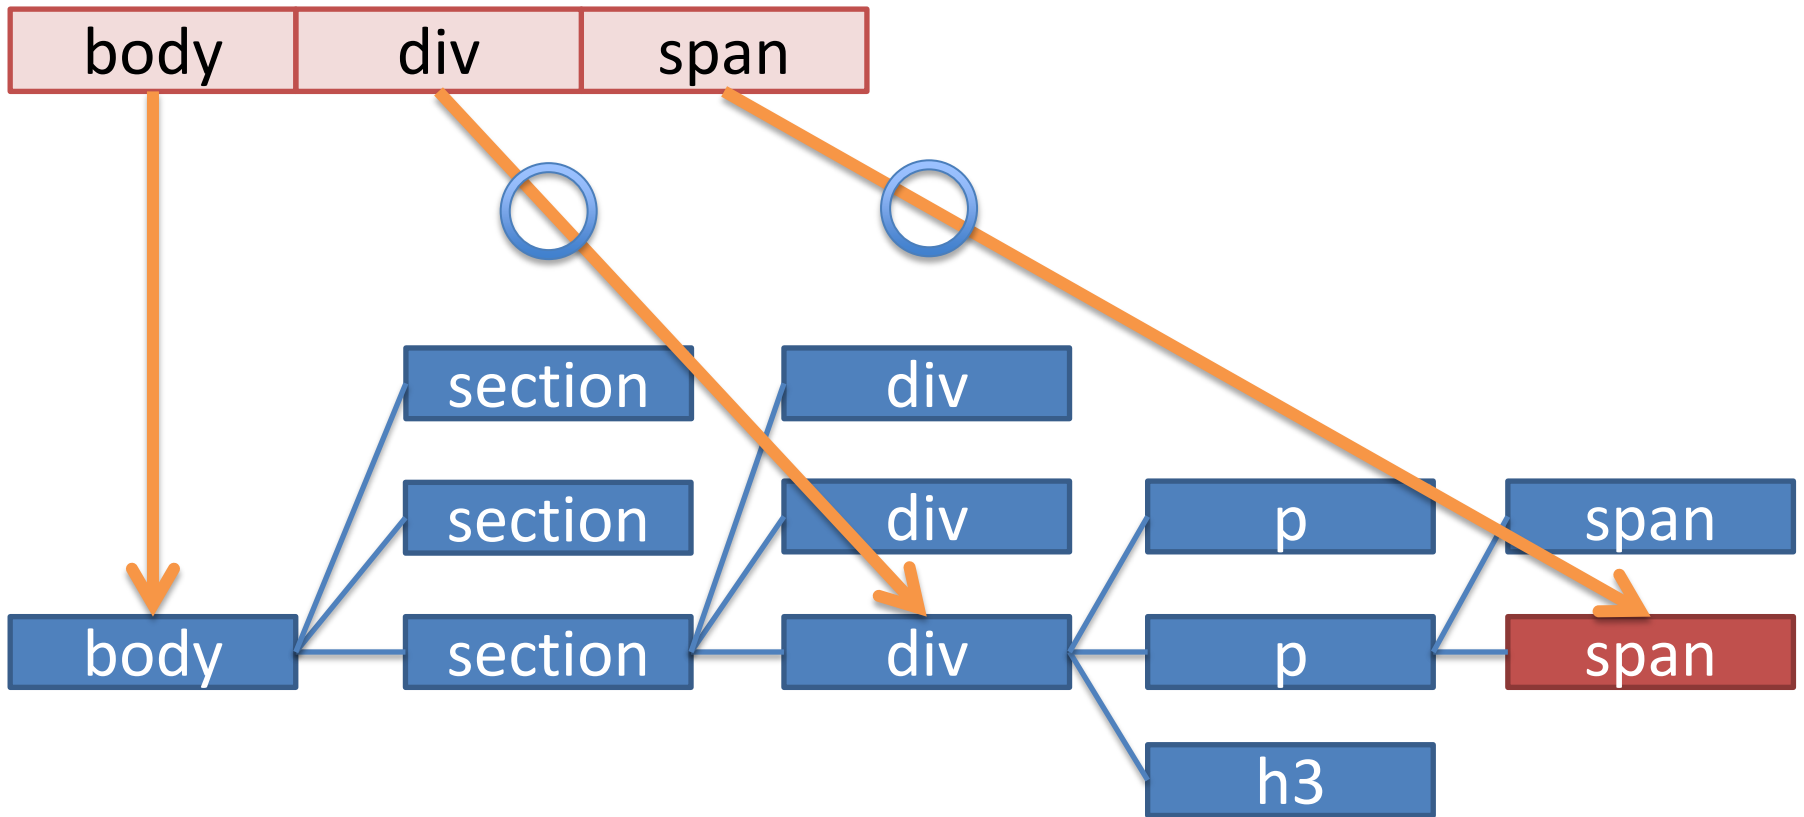 body div span
section div
section div p span
body section div p span
h3